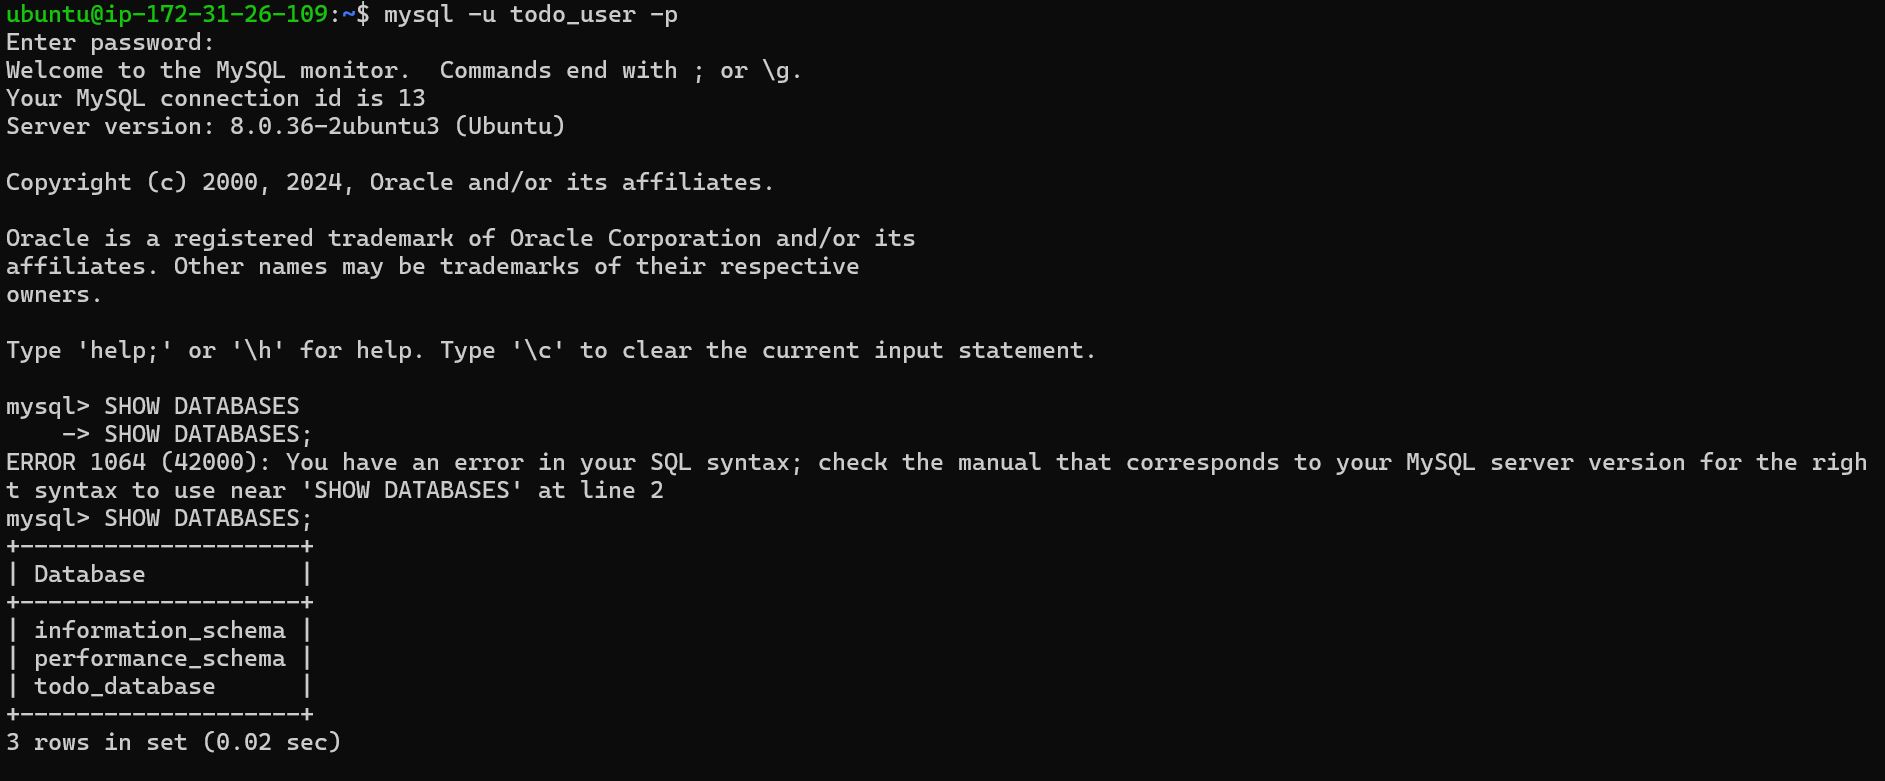 ubuntu@ip-172-31-26-109:~$ mysql -u todo_user -p
Enter password:
Welcome to the MySQL monitor.  Commands end with ; or \g.
Your MySQL connection id is 13
Server version: 8.0.36-2ubuntu3 (Ubuntu)

Copyright (c) 2000, 2024, Oracle and/or its affiliates.

Oracle is a registered trademark of Oracle Corporation and/or its
affiliates. Other names may be trademarks of their respective
owners.

Type 'help;' or '\h' for help. Type '\c' to clear the current input statement.

mysql> SHOW DATABASES
    -> SHOW DATABASES;
ERROR 1064 (42000): You have an error in your SQL syntax; check the manual that corresponds to your MySQL server version for the righ
t syntax to use near 'SHOW DATABASES' at line 2
mysql> SHOW DATABASES;
+--------------------+
| Database           |
+--------------------+
| information_schema |
| performance_schema |
| todo_database      |
+--------------------+
3 rows in set (0.02 sec)